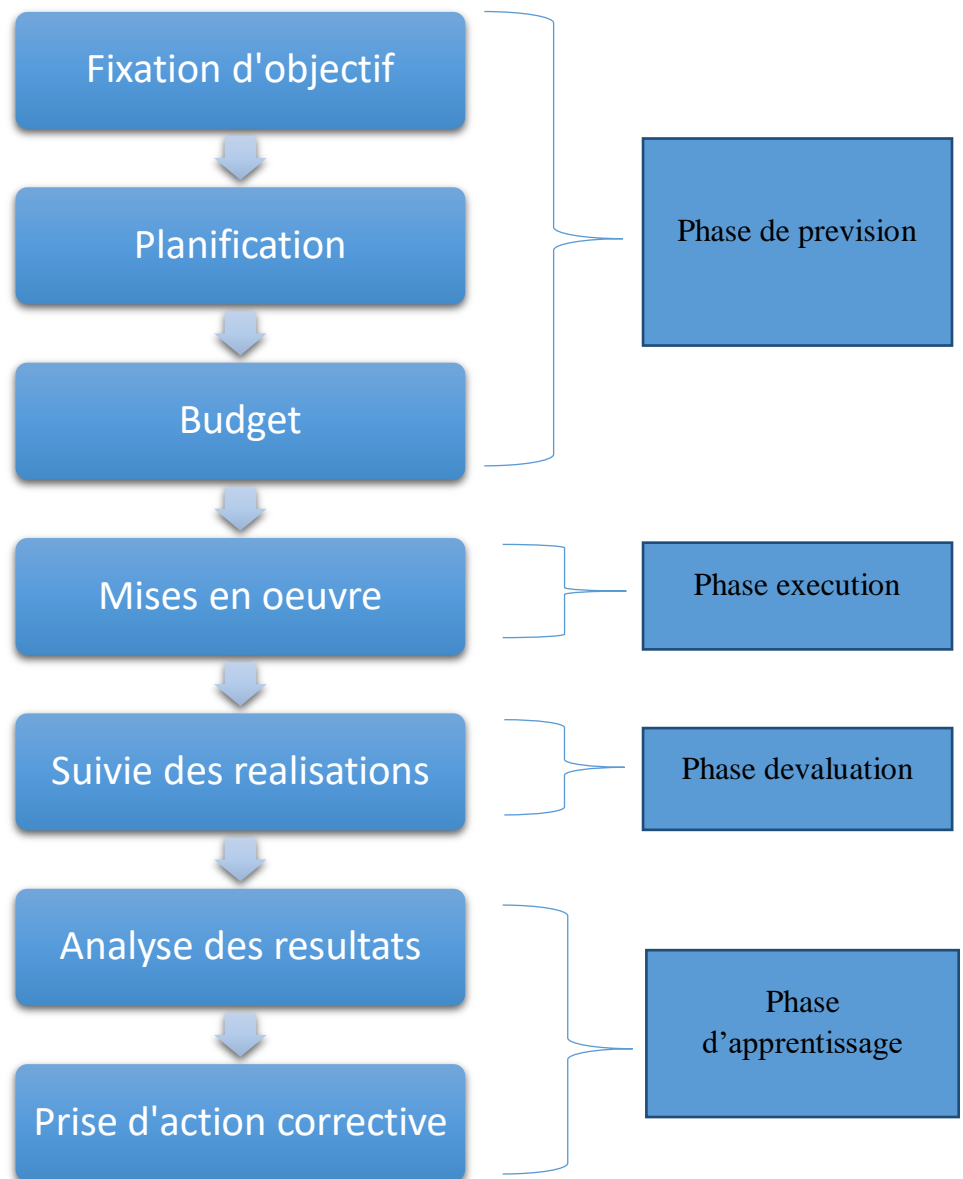 Fixation d'objectif
Planification
Budget
Phase de prevision
Mises en oeuvre
Phase execution
Suivie des realisations
Phase devaluation
Analyse des resultats
Prise d'action corrective
Phase
d’apprentissage